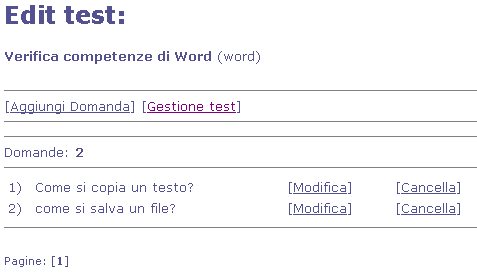 Edit test:
Verifica competenze di Word (word)
[Aggiungi Domanda] [Gestione test]
Domande: 2
1) Come si copia un testo? [Modifica] [Cancella]
2) come si salva un file? [Modifica] [Cancella]
Pagine: [1]